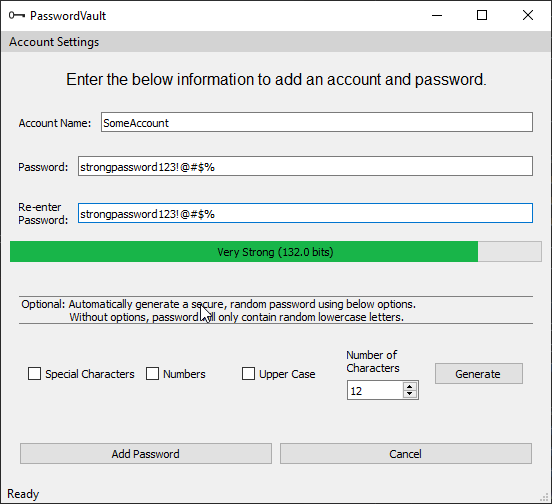 PasswordVault
Account Settings
Enter the below information to add an account and password.
Account Name: SomeAccount
Password: strongpassword123!@#$%
Re-enter
Password: strongpassword123!@#$%
Very Strong (132.0 bits)
Optional: Automatically generate a secure, random password using below options.
Without options, password will only contain random lowercase letters.
Number of
Characters
Special Characters Numbers Upper Case 12 Generate
Add Password Cancel
Ready